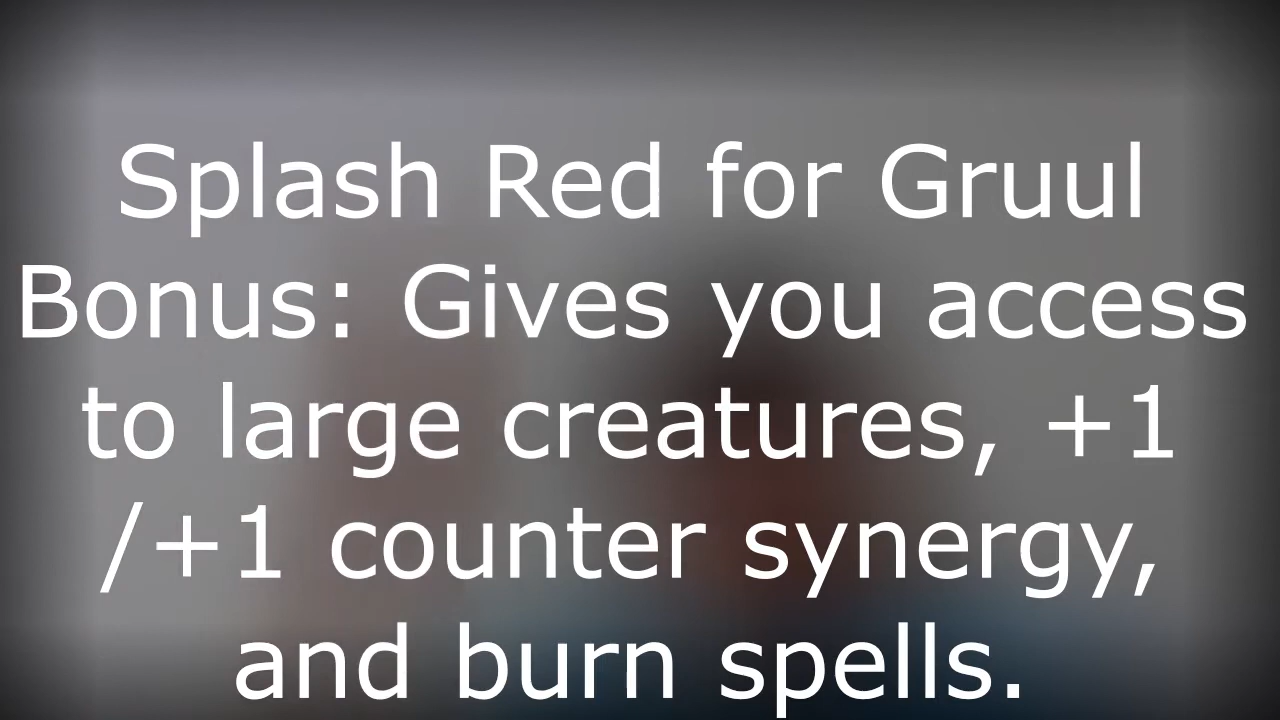 Splash Red for Gruul
Bonus: Gives you access
to large creatures, +1
/+1 counter synergy,
and burn spells.